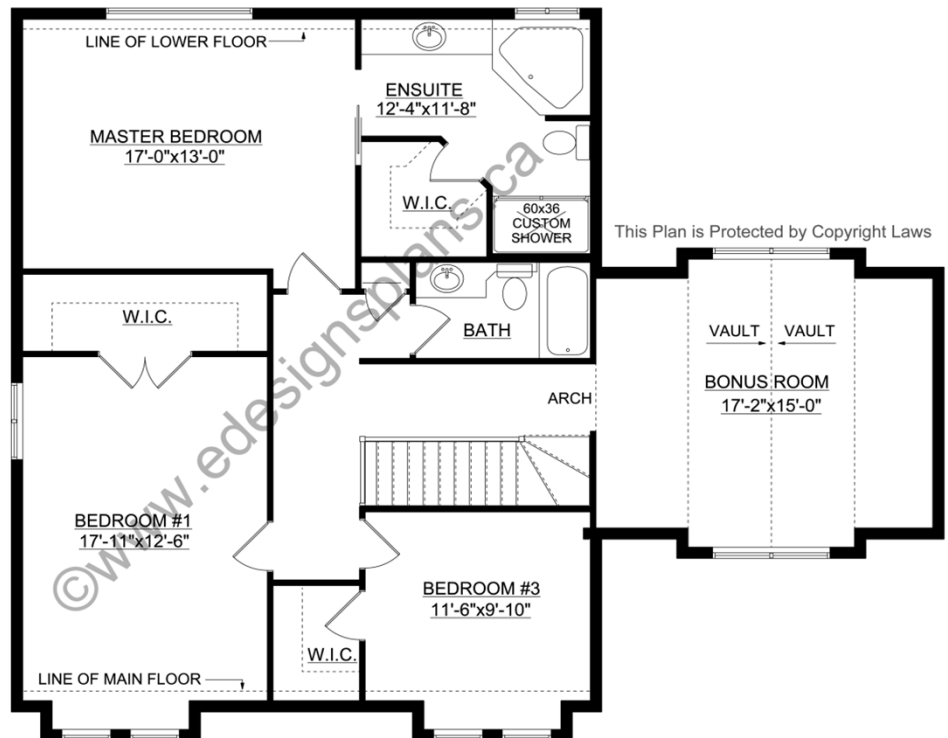 LINE OF LOWER FLOOR
ENSUITE
12'-4"x11'-8"
MASTER BEDROOM
17'-0"x13'-0"
W.I.C.
60x36
CUSTOM
SHOWER
This Plan is Protected by Copyright Laws
W.I.C.
BATH
VAULT
VAULT
ARCH
BONUS ROOM
17'-2"x15'-0"
BEDROOM #1
17'-11"x12'-6"
BEDROOM #3
11'-6"x9'-10"
W.I.C.
LINE OF MAIN FLOOR
©www.edesignsplans.ca